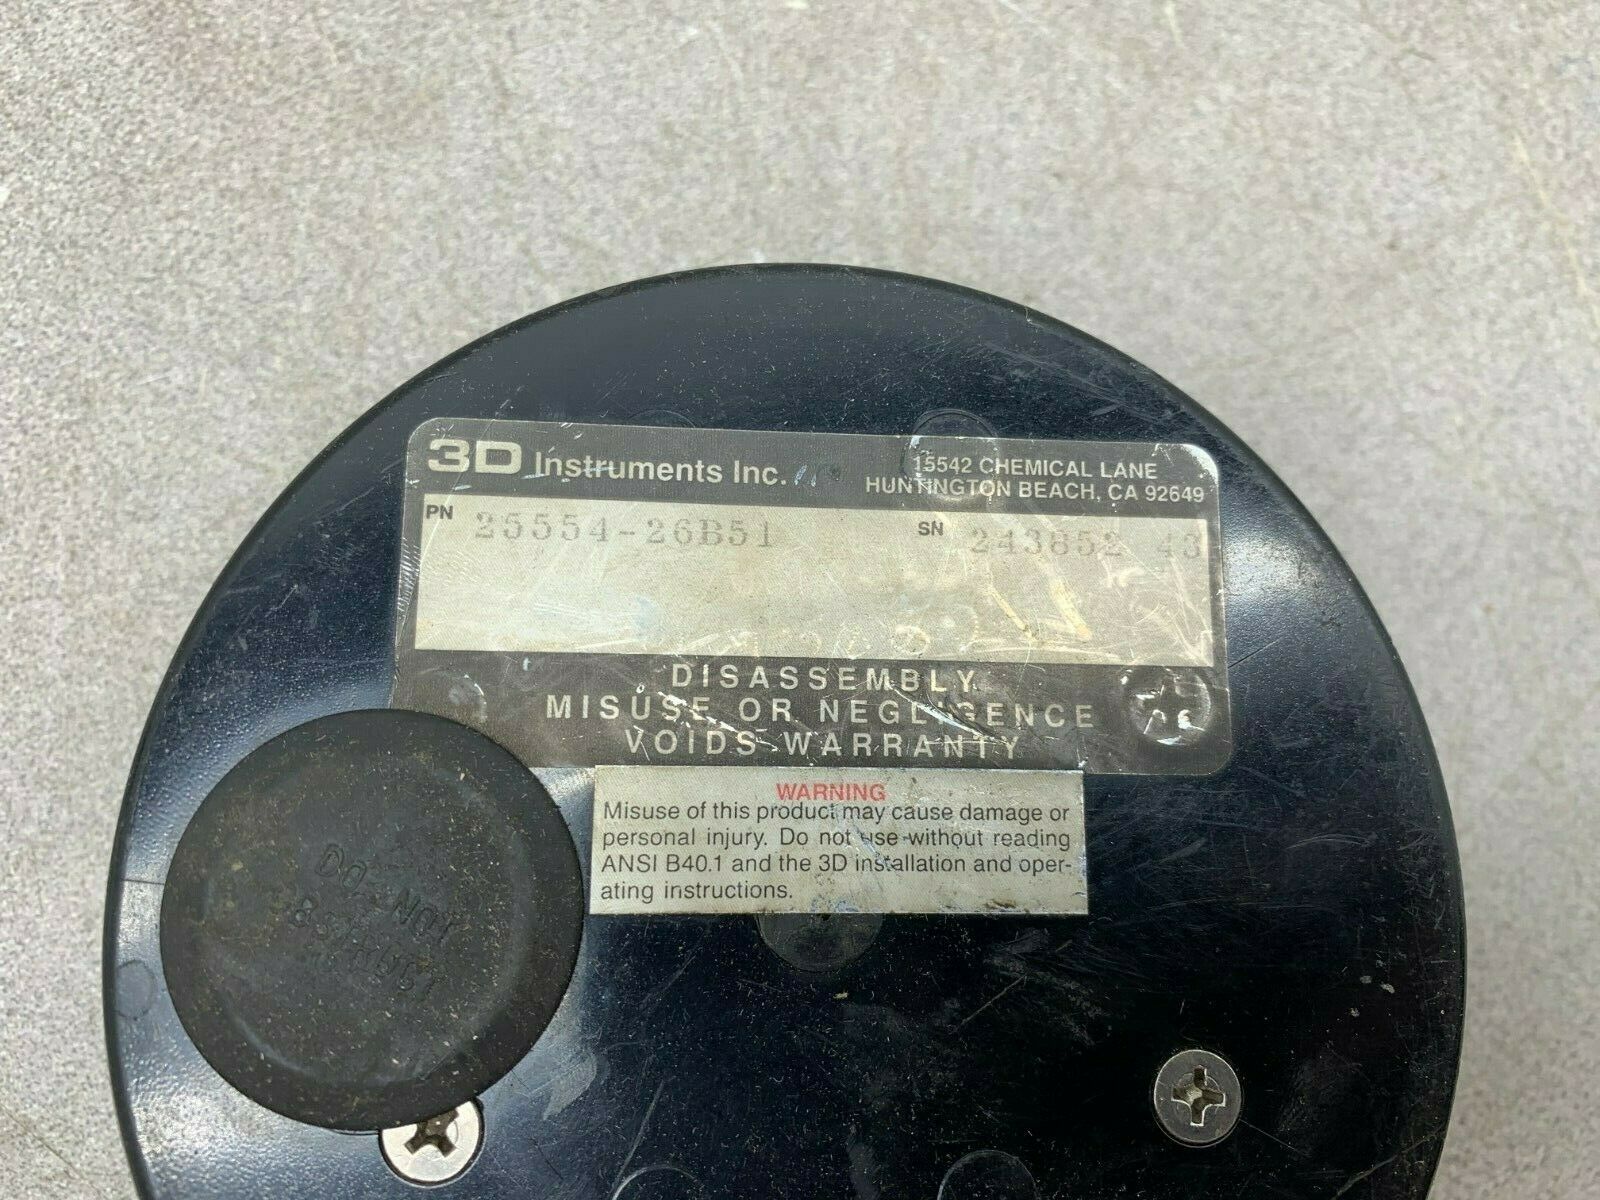 3D Instruments Inc.
15542 CHEMICAL LANE
HUNTINGTON BEACH, CA 92649
PN 25554-26B51 SN 243852 43
DISASSEMBLY
MISUSE OR NEGLIGENCE
VOIDS WARRANTY
WARNING
Misuse of this product may cause damage or
personal injury. Do not use without reading
ANSI B40.1 and the 3D installation and oper-
ating instructions.
DO NOT